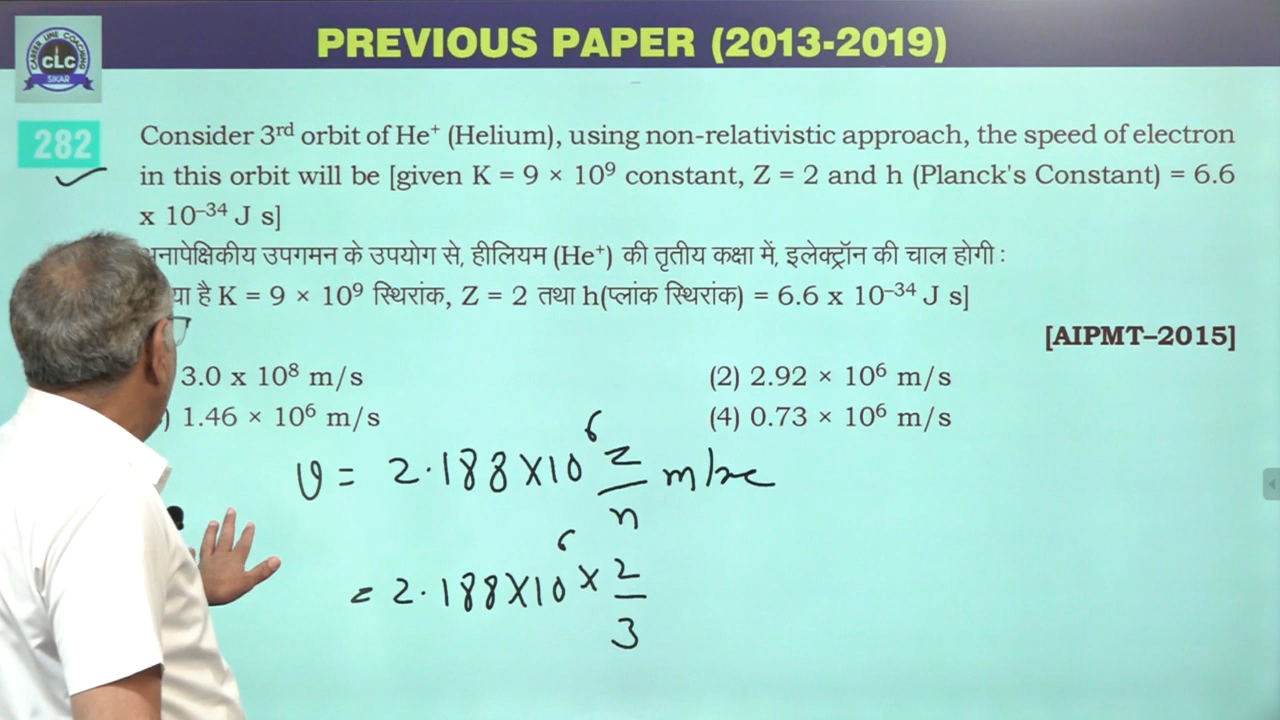 PREVIOUS PAPER (2013-2019)
CAREER LINE COACHING
CLC
SIKAR
282
Consider 3rd orbit of He⁺ (Helium), using non-relativistic approach, the speed of electron
in this orbit will be [given K = 9 × 10⁹ constant, Z = 2 and h (Planck's Constant) = 6.6
x 10⁻³⁴ J s]
उपगमन के उपयोग से, हीलियम (He⁺) की तृतीय कक्षा में, इलेक्ट्रॉन की चाल होगी :
है K = 9 × 10⁹ स्थिरांक, Z = 2 तथा h(प्लांक स्थिरांक) = 6.6 x 10⁻³⁴ J s]
[AIPMT–2015]
3.0 x 10⁸ m/s
(2) 2.92 × 10⁶ m/s
) 1.46 × 10⁶ m/s
(4) 0.73 × 10⁶ m/s
v = 2.188 X 10⁶ z/n m/sec
= 2.188 X 10⁶ × 2/3